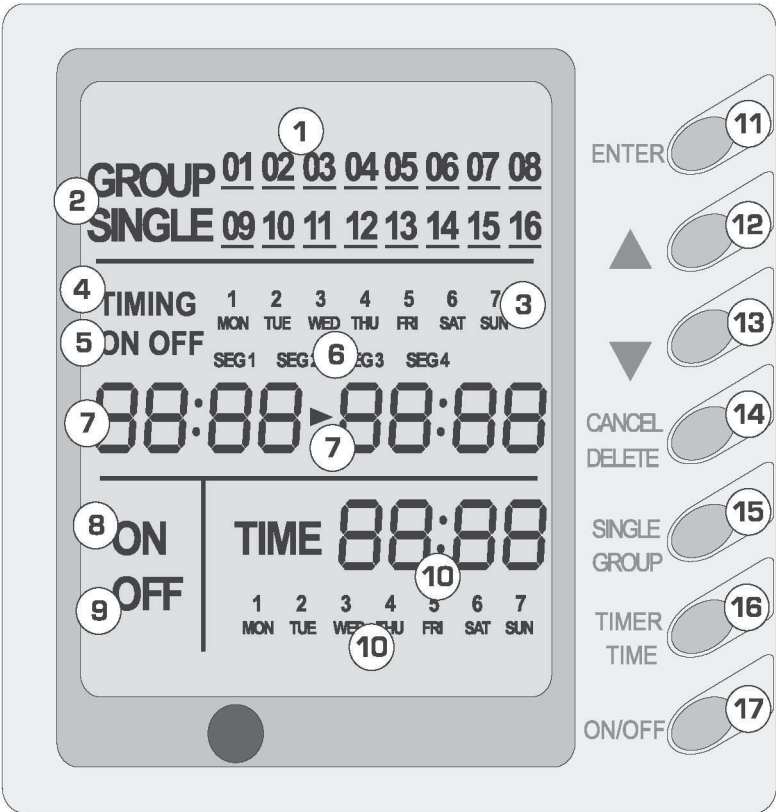 1
GROUP 01 02 03 04 05 06 07 08
2
SINGLE 09 10 11 12 13 14 15 16
4
TIMING 1 2 3 4 5 6 7 3
MON TUE WED THU FRI SAT SUN
5 ON OFF
SEG1 SEG2 6 SEG3 SEG4
7 88:88 ▶ 88:88
7
8 ON TIME 88:88
9 OFF 10
1 2 3 4 5 6 7
MON TUE WED THU FRI SAT SUN
10
ENTER 11
▲ 12
▼ 13
CANCEL 14
DELETE
SINGLE 15
GROUP
TIMER 16
TIME
ON/OFF 17